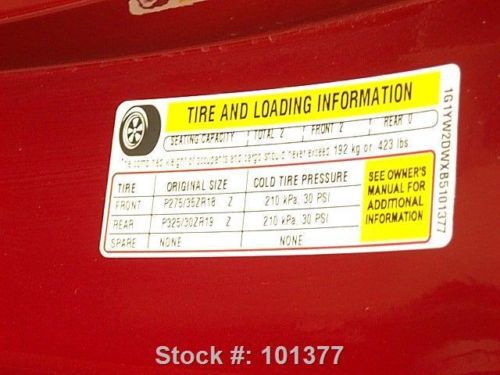 TIRE AND LOADING INFORMATION
SEATING CAPACITY TOTAL 2 FRONT 2 REAR 0
The combined weight of occupants and cargo should never exceed 192 kg or 423 lbs
TIRE ORIGINAL SIZE COLD TIRE PRESSURE
FRONT P275/35ZR18 Z 210 kPa, 30 PSI
REAR P325/30ZR19 Z 210 kPa, 30 PSI
SPARE NONE NONE
SEE OWNER'S
MANUAL FOR
ADDITIONAL
INFORMATION
1G1YW2DWXB5101377
Stock #: 101377